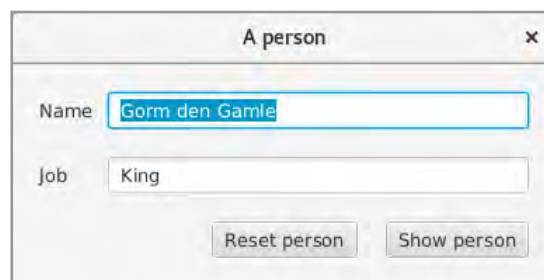 A person ×
Name Gorm den Gamle
Job King
Reset person Show person